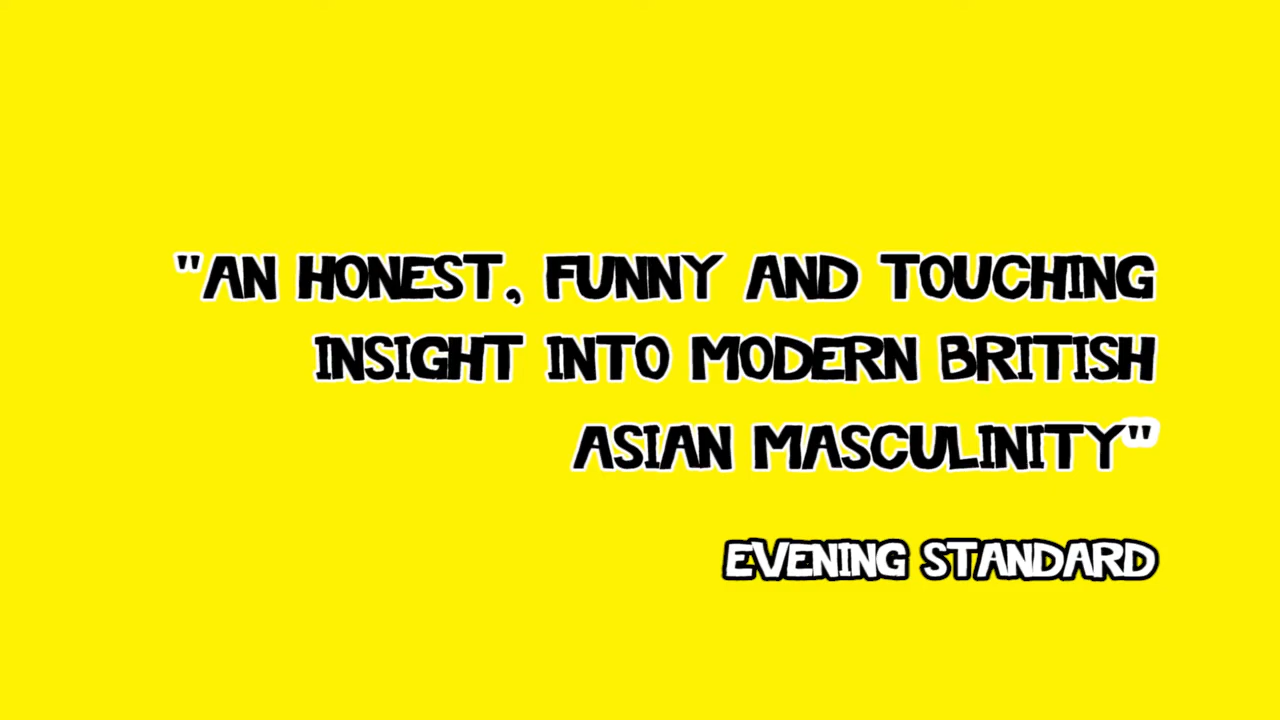 "AN HONEST, FUNNY AND TOUCHING
INSIGHT INTO MODERN BRITISH
ASIAN MASCULINITY"
EVENING STANDARD